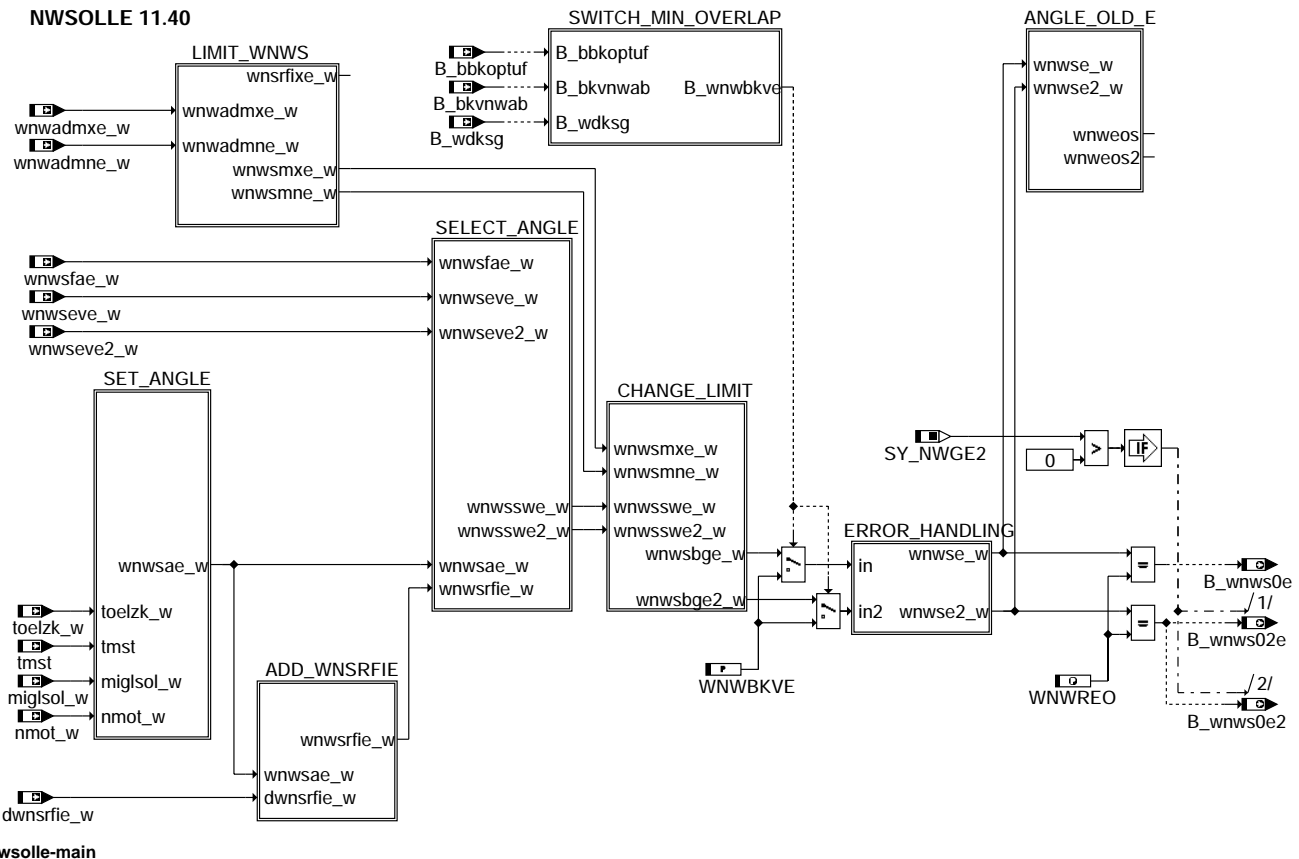 NWSOLLE 11.40
SWITCH_MIN_OVERLAP
ANGLE_OLD_E
LIMIT_WNWS
wnsrfixe_w
wnwadmxe_w
wnwadmxe_w
wnwadmne_w
wnwadmne_w
wnwsmxe_w
wnwsmne_w
B_bbkoptuf
B_bbkoptuf
B_bkvnwab
B_bkvnwab
B_wdksg
B_wdksg
B_wnwbkve
wnwse_w
wnwse2_w
wnweos
wnweos2
SELECT_ANGLE
wnwsfae_w
wnwsfae_w
wnwseve_w
wnwseve_w
wnwseve2_w
wnwseve2_w
wnwsswe_w
wnwsswe2_w
wnwsae_w
wnwsrfie_w
SET_ANGLE
wnwsae_w
toelzk_w
toelzk_w
tmst
tmst
miglsol_w
miglsol_w
nmot_w
nmot_w
CHANGE_LIMIT
wnwsmxe_w
wnwsmne_w
wnwsswe_w
wnwsswe2_w
wnwsbge_w
wnwsbge2_w
SY_NWGE2
0
>
IF
ERROR_HANDLING
in
wnwse_w
in2
wnwse2_w
P
WNWBKVE
=
=
WNWREO
B_wnws0e
/1/
B_wnws02e
/2/
B_wnws0e2
ADD_WNSRFIE
wnwsrfie_w
wnwsae_w
dwnsrfie_w
dwnsrfie_w
wsolle-main